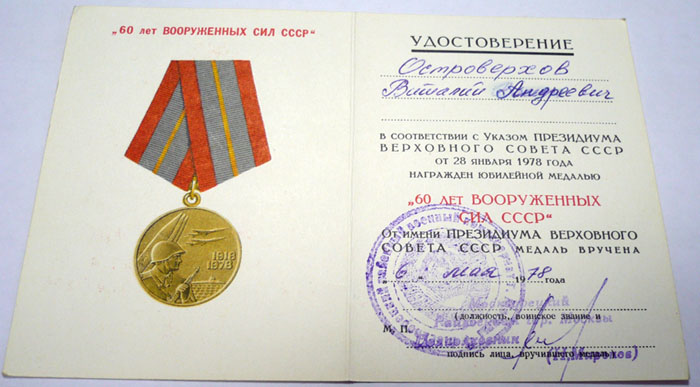 „60 лет ВООРУЖЕННЫХ СИЛ СССР“
1918
1978
УДОСТОВЕРЕНИЕ
Островерхов
Виталий Андреевич
В СООТВЕТСТВИИ С УКАЗОМ ПРЕЗИДИУМА
ВЕРХОВНОГО СОВЕТА СССР
ОТ 28 ЯНВАРЯ 1978 ГОДА
НАГРАЖДЕН ЮБИЛЕЙНОЙ МЕДАЛЬЮ
„60 ЛЕТ ВООРУЖЕННЫХ
СИЛ СССР“
ОТ ИМЕНИ ПРЕЗИДИУМА ВЕРХОВНОГО
СОВЕТА СССР МЕДАЛЬ ВРУЧЕНА
6 мая 1978 года
(должность, воинское звание и
М. П.
подпись лица, вручившего медаль)